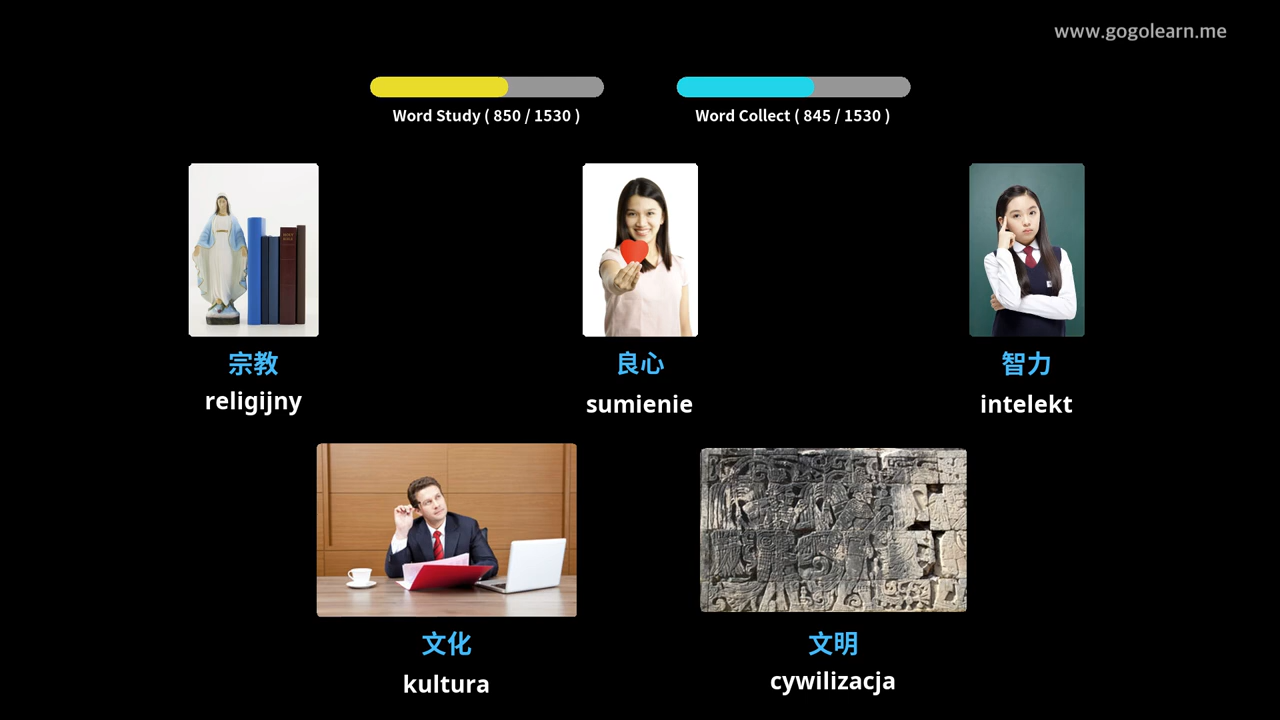 www.gogolearn.me
Word Study ( 850 / 1530 )
Word Collect ( 845 / 1530 )
宗教
religijny
良心
sumienie
智力
intelekt
文化
kultura
文明
cywilizacja